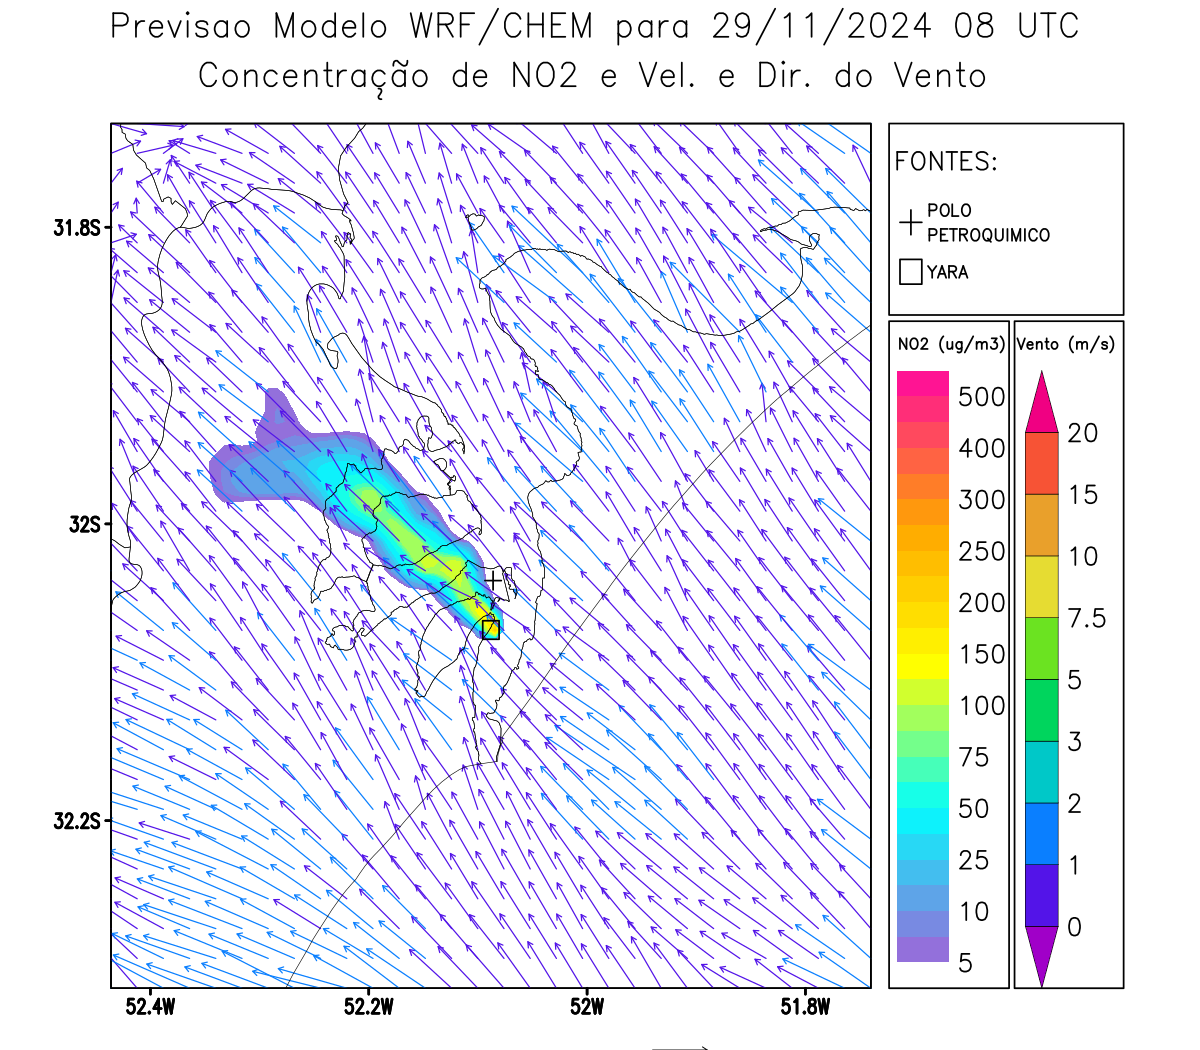 Previsao Modelo WRF/CHEM para 29/11/2024 08 UTC
Concentração de NO2 e Vel. e Dir. do Vento
FONTES:
POLO
PETROQUIMICO
YARA
NO2 (ug/m3)
500
400
300
250
200
150
100
75
50
25
10
5
Vento (m/s)
20
15
10
7.5
5
3
2
1
0
31.8S
32S
32.2S
52.4W
52.2W
52W
51.8W